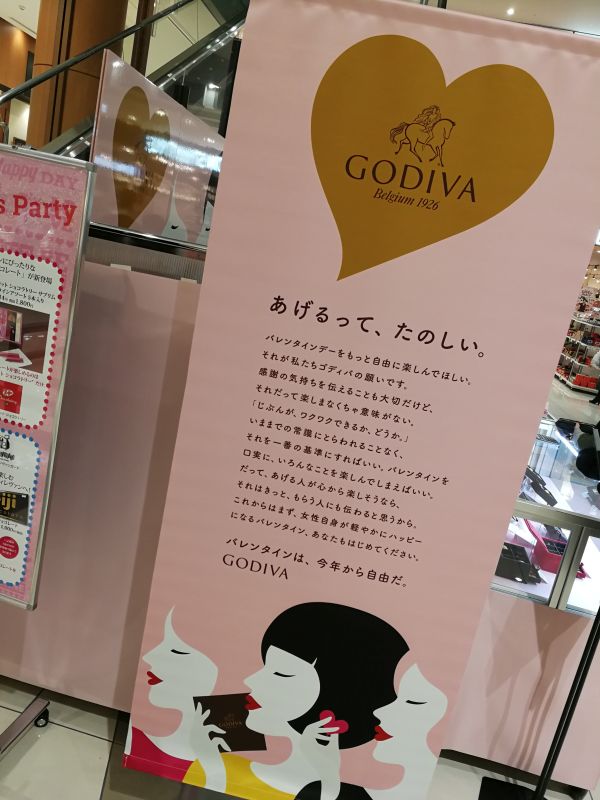 Happy DAY
s Party
GODIVA
Belgium 1926
あげるって、たのしい。
バレンタインデーをもっと自由に楽しんでほしい。
それが私たちゴディバの願いです。
感謝の気持ちを伝えることも大切だけど、
それだって楽しまなくちゃ意味がない。
「じぶんが、ワクワクできるか、どうか。」
いままでの常識にとらわれることなく、
それを一番の基準にすればいい。バレンタインを
口実に、いろんなことを楽しんでしまえばいい。
だって、あげる人が心から楽しそうなら、
それはきっと、もらう人にも伝わると思うから。
これからはまず、女性自身が軽やかにハッピー
になるバレンタイン、あなたもはじめてください。
バレンタインは、今年から自由だ。
GODIVA
GODIVA